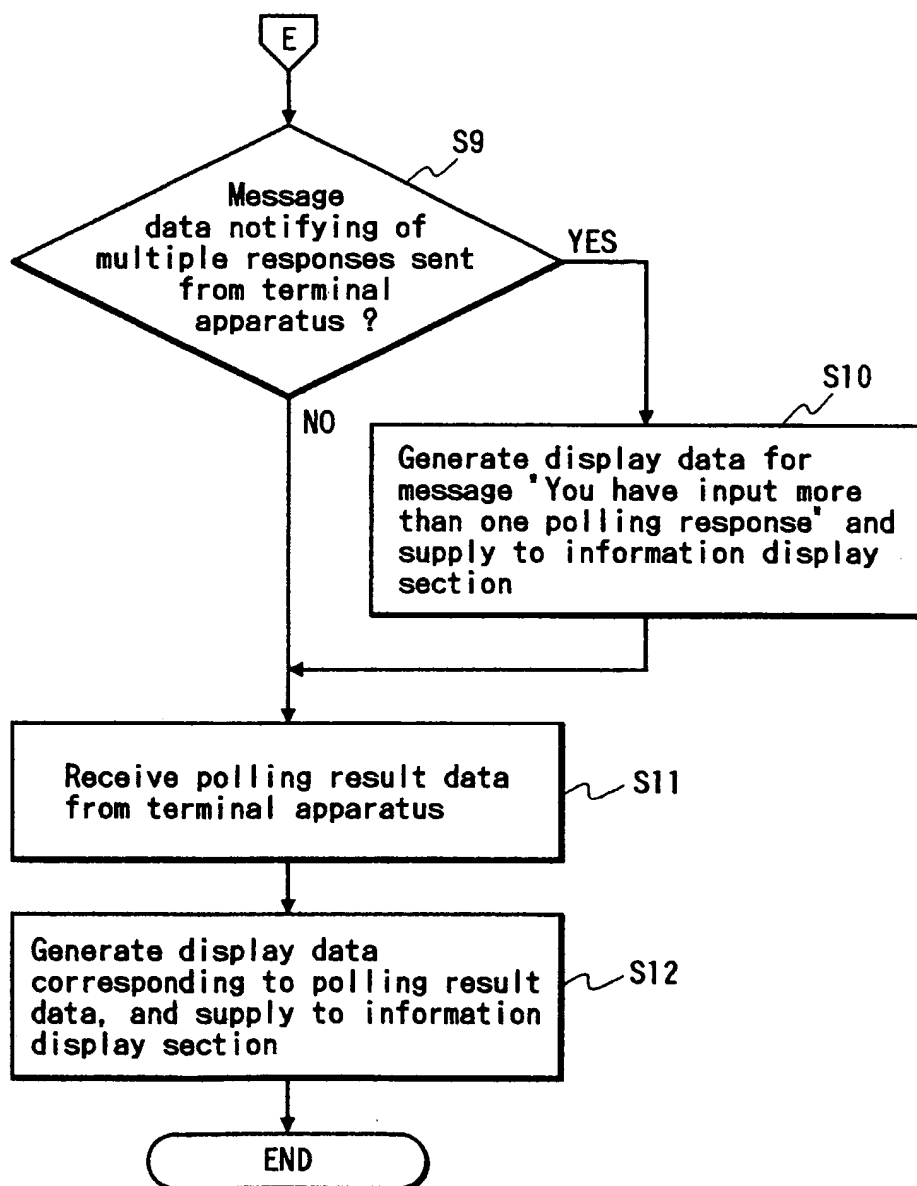 E
S9
Message
data notifying of
multiple responses sent
from terminal
apparatus ?
YES
NO
S10
Generate display data for
message "You have input more
than one polling response" and
supply to information display
section
Receive polling result data
from terminal apparatus
S11
Generate display data
corresponding to polling result
data, and supply to information
display section
S12
END